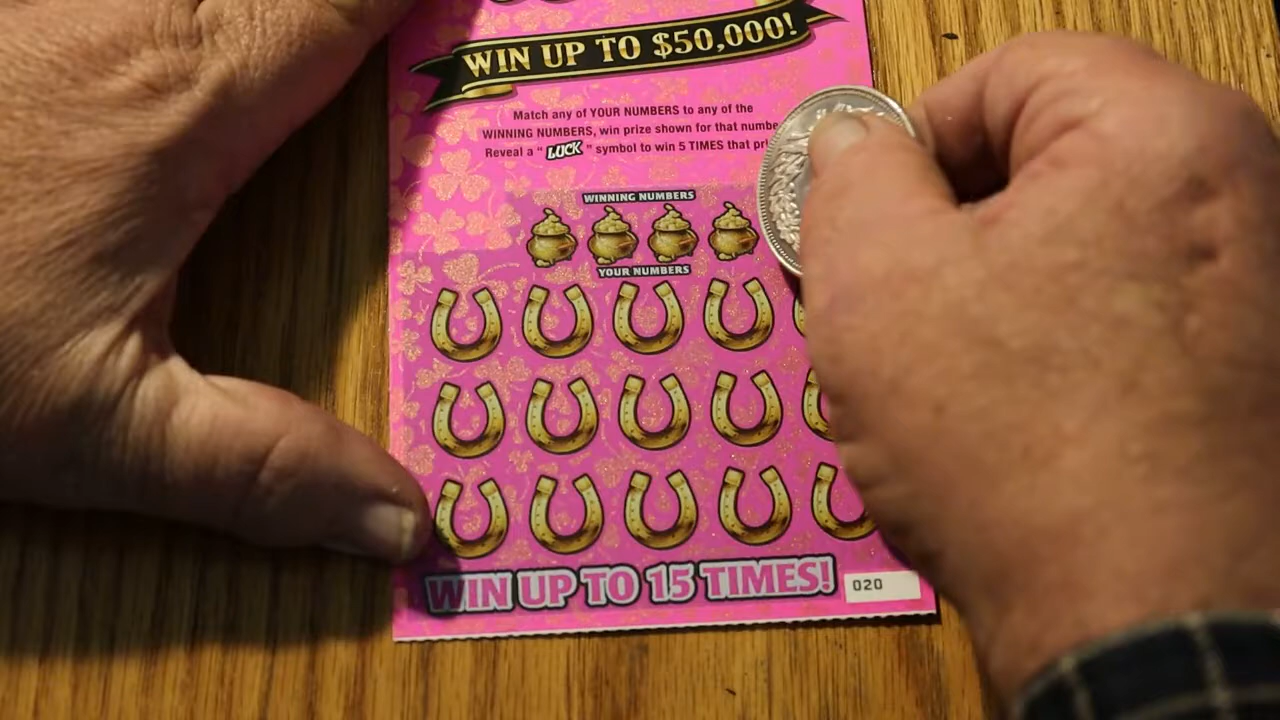 WIN UP TO $50,000!
Match any of YOUR NUMBERS to any of the
WINNING NUMBERS, win prize shown for that numbe
Reveal a " LUCK " symbol to win 5 TIMES that pri
WINNING NUMBERS
YOUR NUMBERS
WIN UP TO 15 TIMES!
020